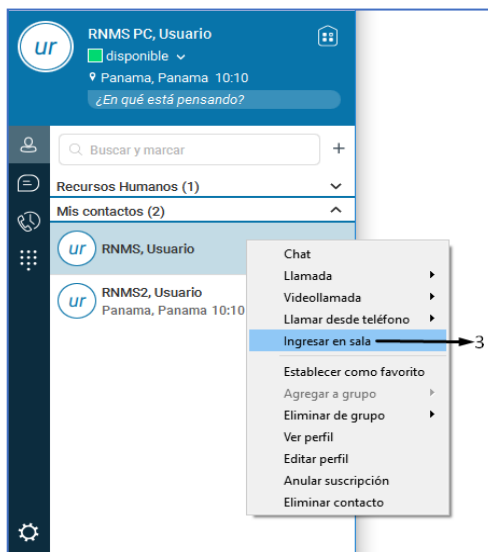 ur
RNMS PC, Usuario
disponible
Panama, Panama 10:10
¿En qué está pensando?
Buscar y marcar
Recursos Humanos (1)
Mis contactos (2)
ur
RNMS, Usuario
ur
RNMS2, Usuario
Panama, Panama 10:10
Chat
Llamada
Videollamada
Llamar desde teléfono
Ingresar en sala
3
Establecer como favorito
Agregar a grupo
Eliminar de grupo
Ver perfil
Editar perfil
Anular suscripción
Eliminar contacto